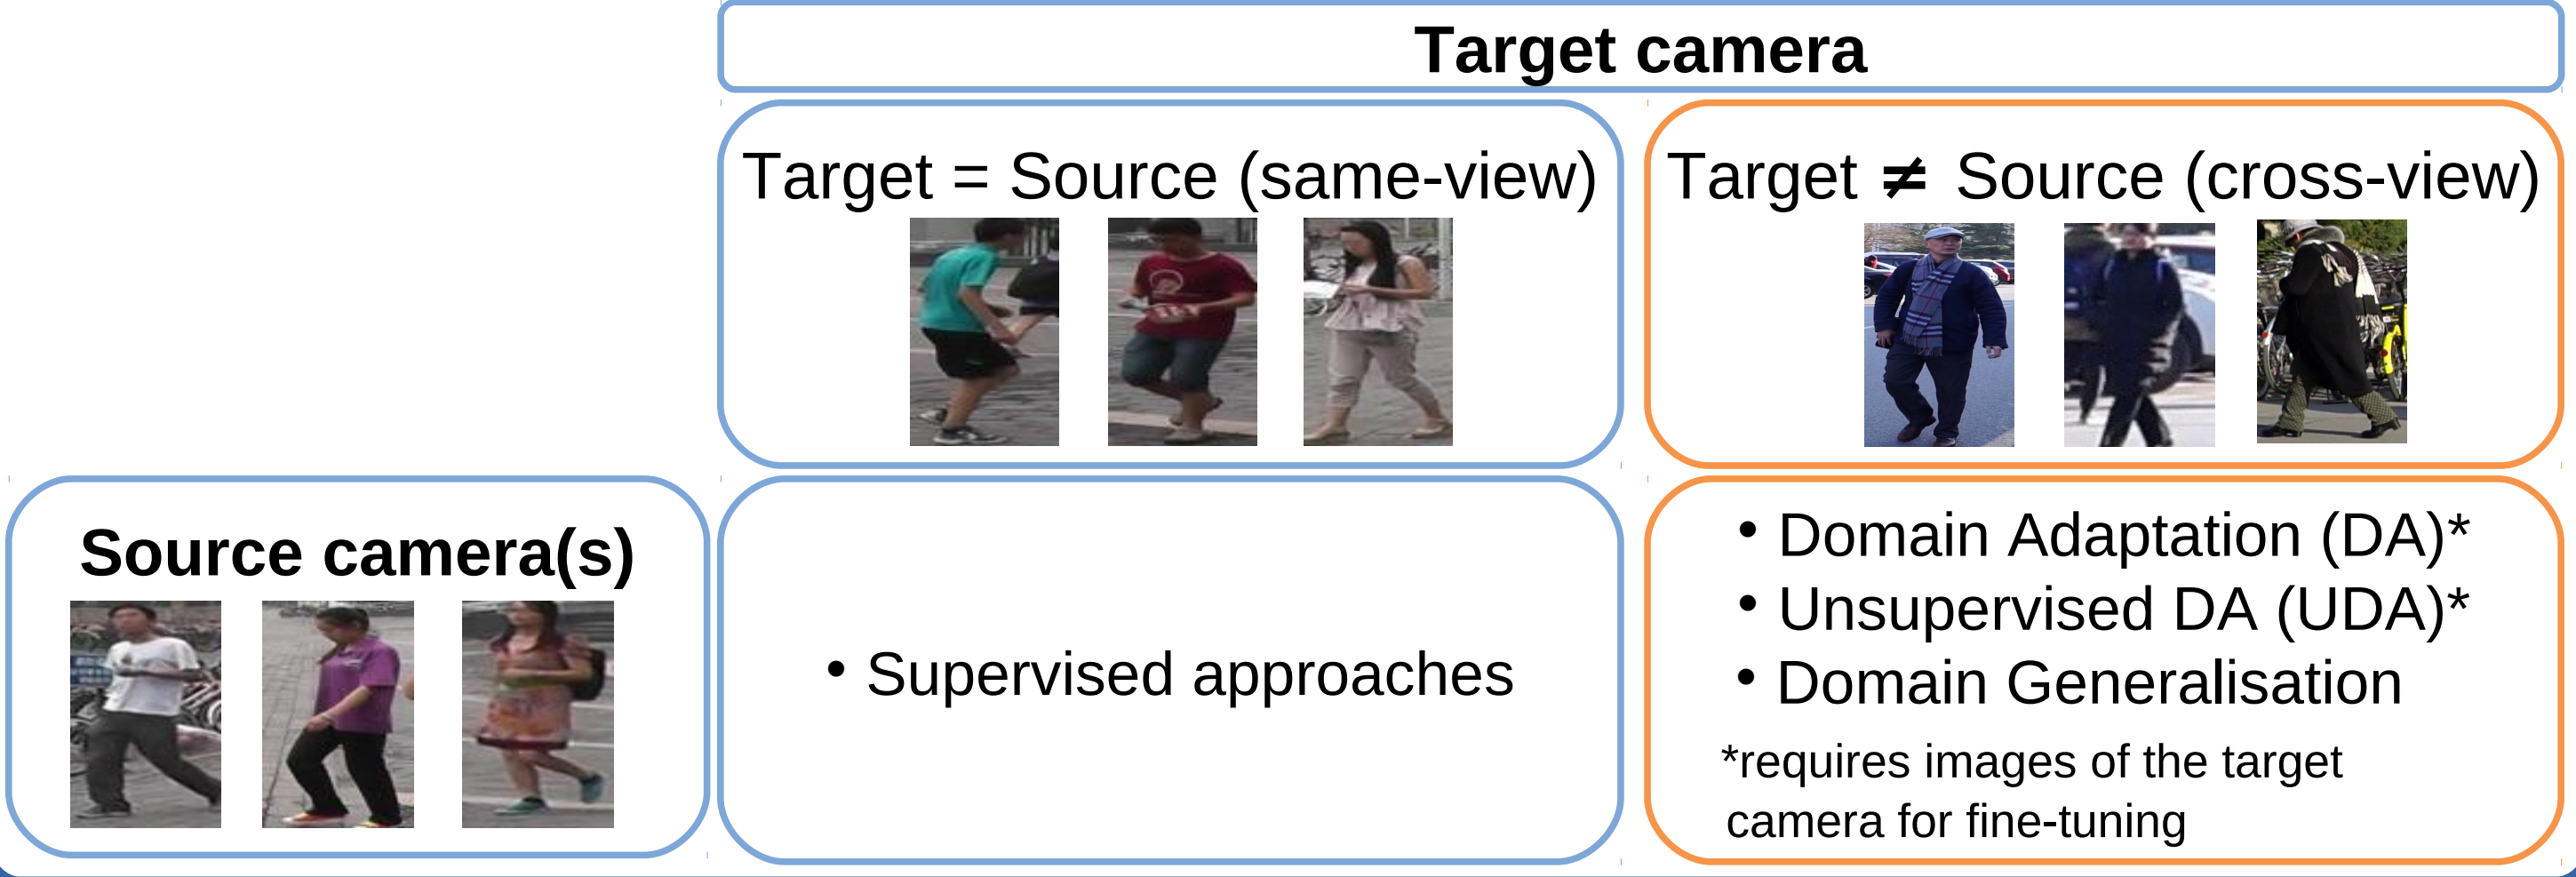 Target camera
Target = Source (same-view)
Target ≠ Source (cross-view)
Source camera(s)
• Supervised approaches
• Domain Adaptation (DA)*
• Unsupervised DA (UDA)*
• Domain Generalisation
*requires images of the target
camera for fine-tuning